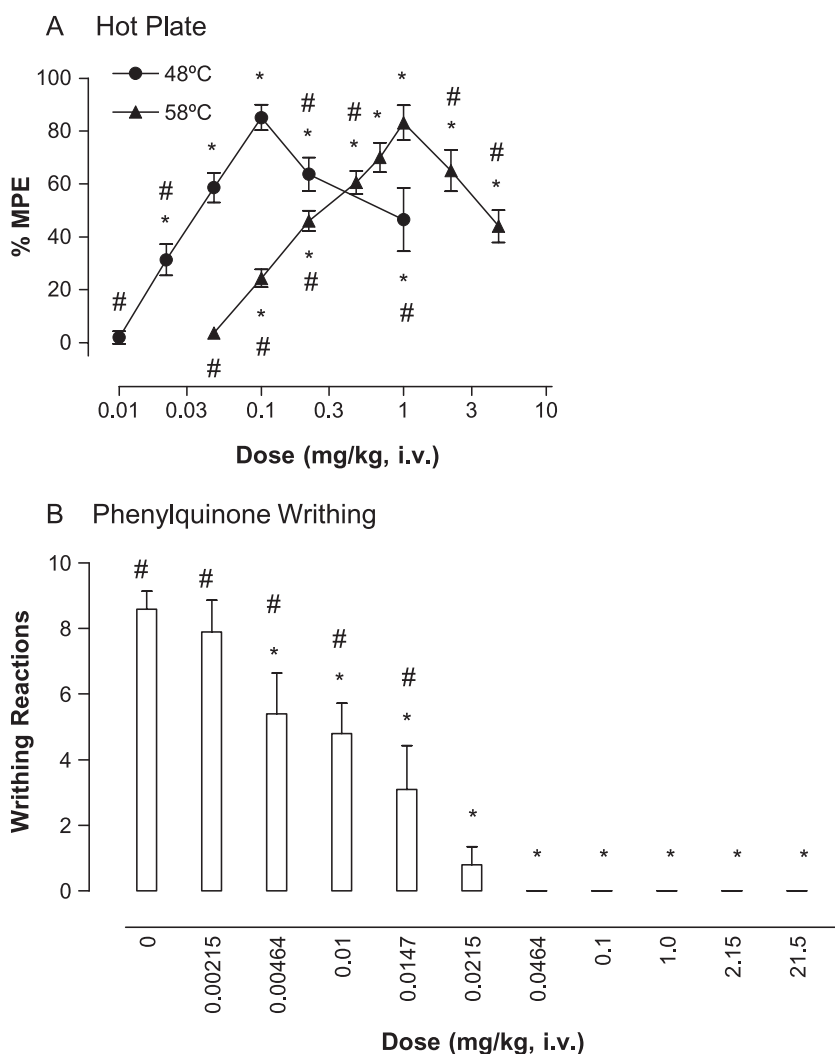 A Hot Plate
48ºC
58ºC
100
80
60
40
20
0
% MPE
* * # * # * # * # * * # * # * # * # * # * # #
0.01 0.03 0.1 0.3 1 3 10
Dose (mg/kg, i.v.)
B Phenylquinone Writhing
10
8
6
4
2
0
Writhing Reactions
# # # * # * # * * * * * * *
0 0.00215 0.00464 0.01 0.0147 0.0215 0.0464 0.1 1.0 2.15 21.5
Dose (mg/kg, i.v.)